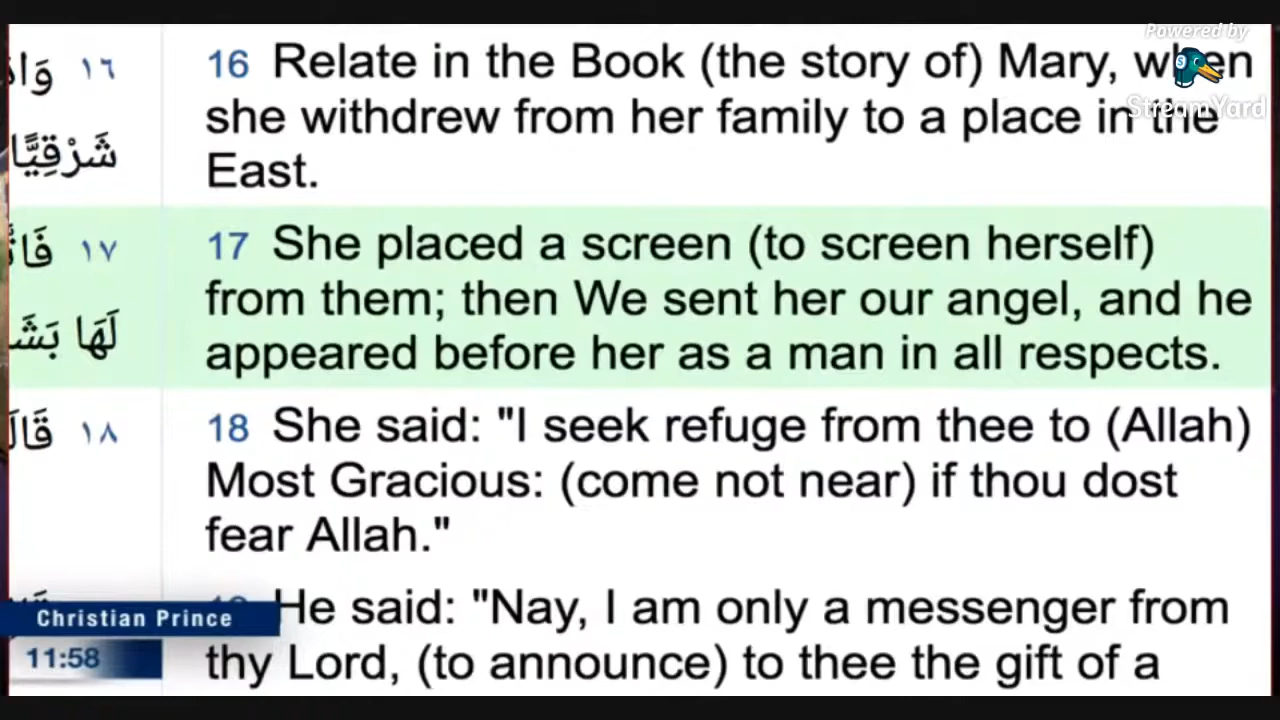 Powered by
StreamYard
١٦
16 Relate in the Book (the story of) Mary, when
she withdrew from her family to a place in the
شَرْقِيًّا
East.
١٧
17 She placed a screen (to screen herself)
from them; then We sent her our angel, and he
لَهَا
appeared before her as a man in all respects.
١٨
18 She said: "I seek refuge from thee to (Allah)
Most Gracious: (come not near) if thou dost
fear Allah."
He said: "Nay, I am only a messenger from
thy Lord, (to announce) to thee the gift of a
Christian Prince
11:58